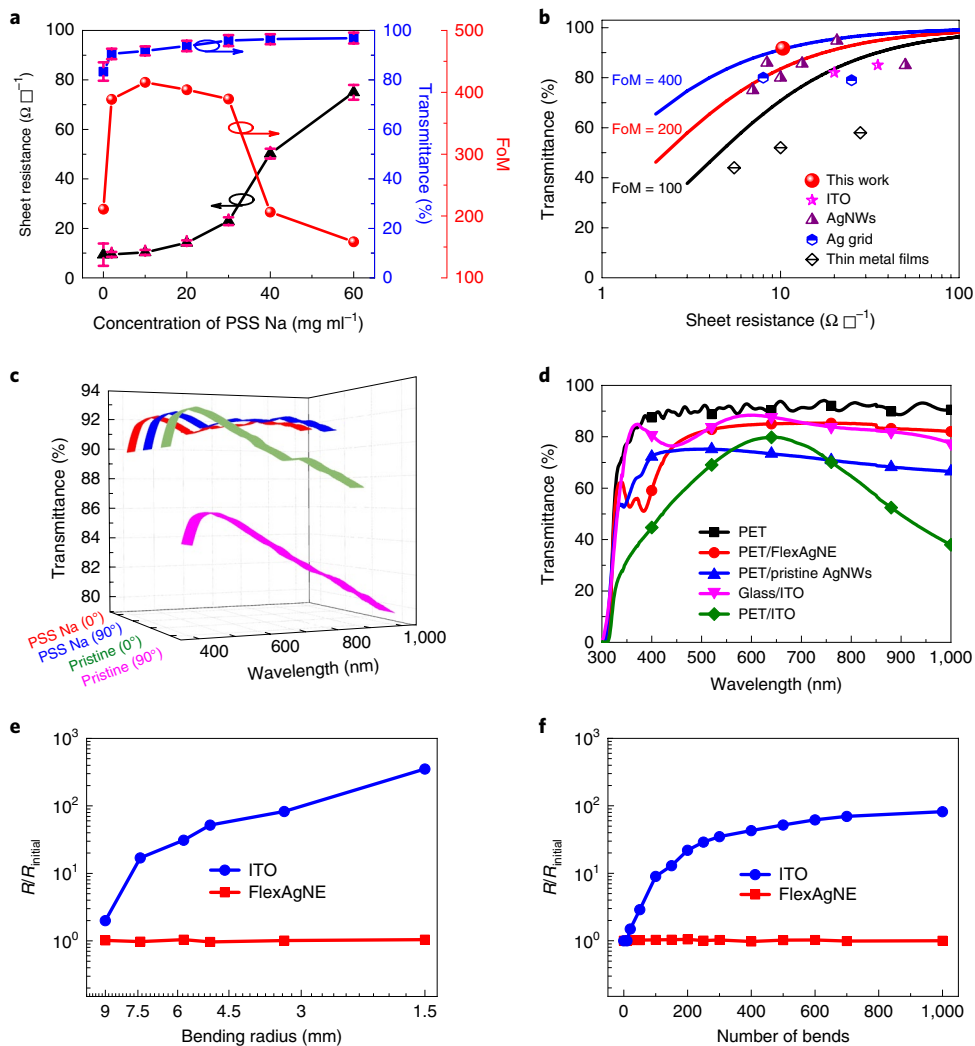 a
Sheet resistance (Ω □⁻¹)
100
80
60
40
20
0
0
20
40
60
Concentration of PSS Na (mg ml⁻¹)
100
80
60
40
20
0
Transmittance (%)
500
400
300
200
100
FoM
b
Transmittance (%)
100
80
60
40
20
0
FoM = 400
FoM = 200
FoM = 100
This work
ITO
AgNWs
Ag grid
Thin metal films
1
10
100
Sheet resistance (Ω □⁻¹)
c
Transmittance (%)
94
92
90
88
86
84
82
80
PSS Na (0°)
PSS Na (90°)
Pristine (0°)
Pristine (90°)
400
600
800
1,000
Wavelength (nm)
d
Transmittance (%)
100
80
60
40
20
0
PET
PET/FlexAgNE
PET/pristine AgNWs
Glass/ITO
PET/ITO
300
400
500
600
700
800
900
1,000
Wavelength (nm)
e
R/Rinitial
10³
10²
10¹
10⁰
ITO
FlexAgNE
9
7.5
6
4.5
3
1.5
Bending radius (mm)
f
R/Rinitial
10³
10²
10¹
10⁰
ITO
FlexAgNE
0
200
400
600
800
1,000
Number of bends